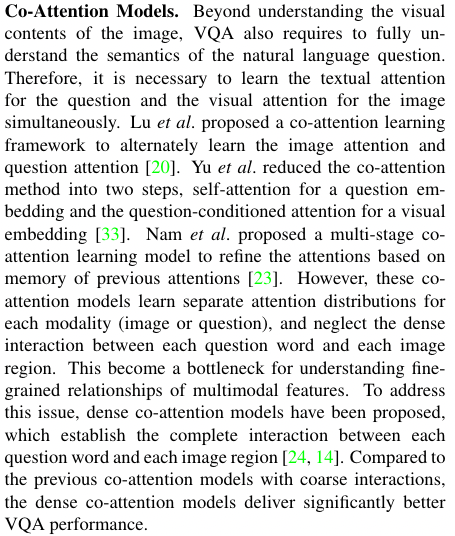 Co-Attention Models. Beyond understanding the visual
contents of the image, VQA also requires to fully un-
derstand the semantics of the natural language question.
Therefore, it is necessary to learn the textual attention
for the question and the visual attention for the image
simultaneously. Lu et al. proposed a co-attention learning
framework to alternately learn the image attention and
question attention [20]. Yu et al. reduced the co-attention
method into two steps, self-attention for a question em-
bedding and the question-conditioned attention for a visual
embedding [33]. Nam et al. proposed a multi-stage co-
attention learning model to refine the attentions based on
memory of previous attentions [23]. However, these co-
attention models learn separate attention distributions for
each modality (image or question), and neglect the dense
interaction between each question word and each image
region. This become a bottleneck for understanding fine-
grained relationships of multimodal features. To address
this issue, dense co-attention models have been proposed,
which establish the complete interaction between each
question word and each image region [24, 14]. Compared to
the previous co-attention models with coarse interactions,
the dense co-attention models deliver significantly better
VQA performance.